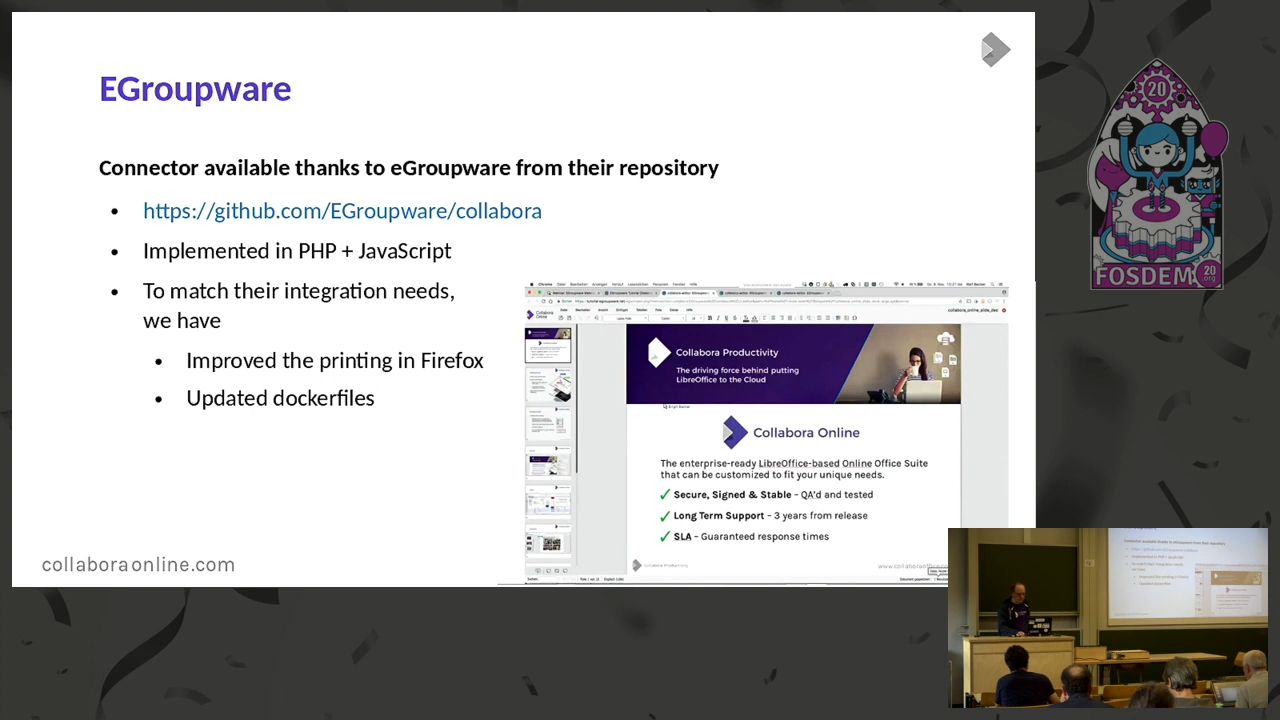 EGroupware
Connector available thanks to eGroupware from their repository
• https://github.com/EGroupware/collabora
• Implemented in PHP + JavaScript
• To match their integration needs,
we have
• Improved the printing in Firefox
• Updated dockerfiles
Collabora
Online
Collabora Productivity
The driving force behind putting
LibreOffice to the Cloud
Collabora Online
The enterprise-ready LibreOffice-based Online Office Suite
that can be customized to fit your unique needs.
✓ Secure, Signed & Stable – QA'd and tested
✓ Long Term Support – 3 years from release
✓ SLA – Guaranteed response times
collaboraonline.com
20
FOSDEM
20